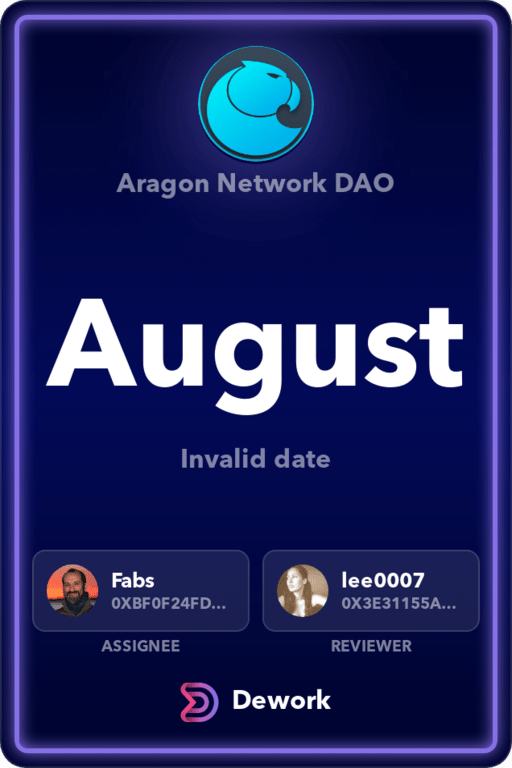 Aragon Network DAO
August
Invalid date
Fabs
0XBF0F24FD...
lee0007
0X3E31155A...
ASSIGNEE
REVIEWER
Dework